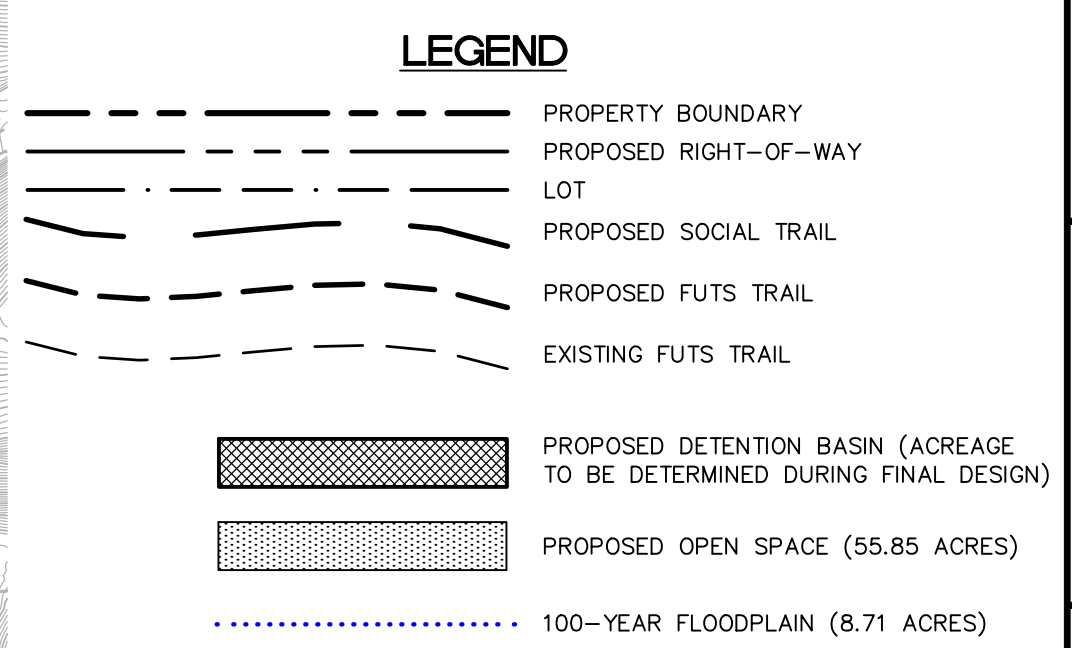 LEGEND
PROPERTY BOUNDARY
PROPOSED RIGHT-OF-WAY
LOT
PROPOSED SOCIAL TRAIL
PROPOSED FUTS TRAIL
EXISTING FUTS TRAIL
PROPOSED DETENTION BASIN (ACREAGE
TO BE DETERMINED DURING FINAL DESIGN)
PROPOSED OPEN SPACE (55.85 ACRES)
100-YEAR FLOODPLAIN (8.71 ACRES)